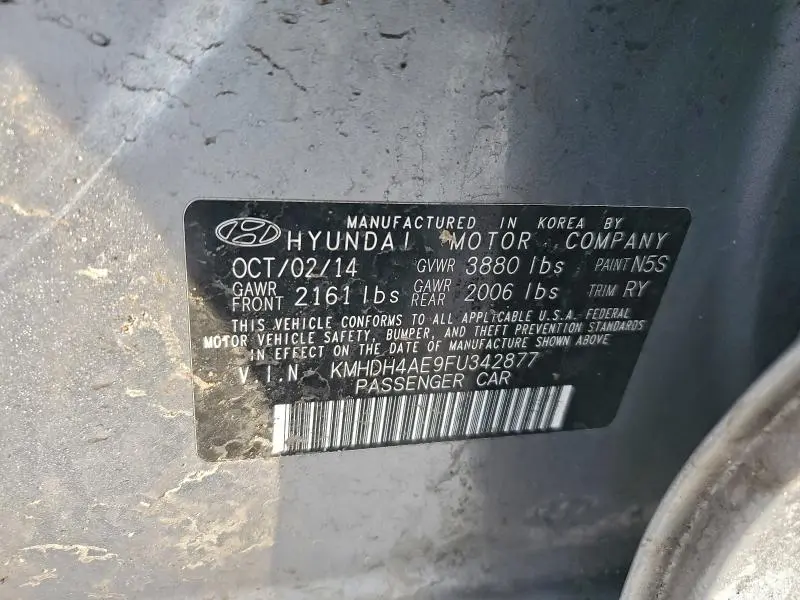 MANUFACTURED IN KOREA BY
HYUNDAI MOTOR COMPANY
OCT/02/14 GVWR 3880 lbs PAINT N5S
GAWR FRONT 2161 lbs GAWR REAR 2006 lbs TRIM RY
THIS VEHICLE CONFORMS TO ALL APPLICABLE U.S.A. FEDERAL
MOTOR VEHICLE SAFETY, BUMPER, AND THEFT PREVENTION STANDARDS
IN EFFECT ON THE DATE OF MANUFACTURE SHOWN ABOVE
V.I.N KMHDH4AE9FU342877
PASSENGER CAR